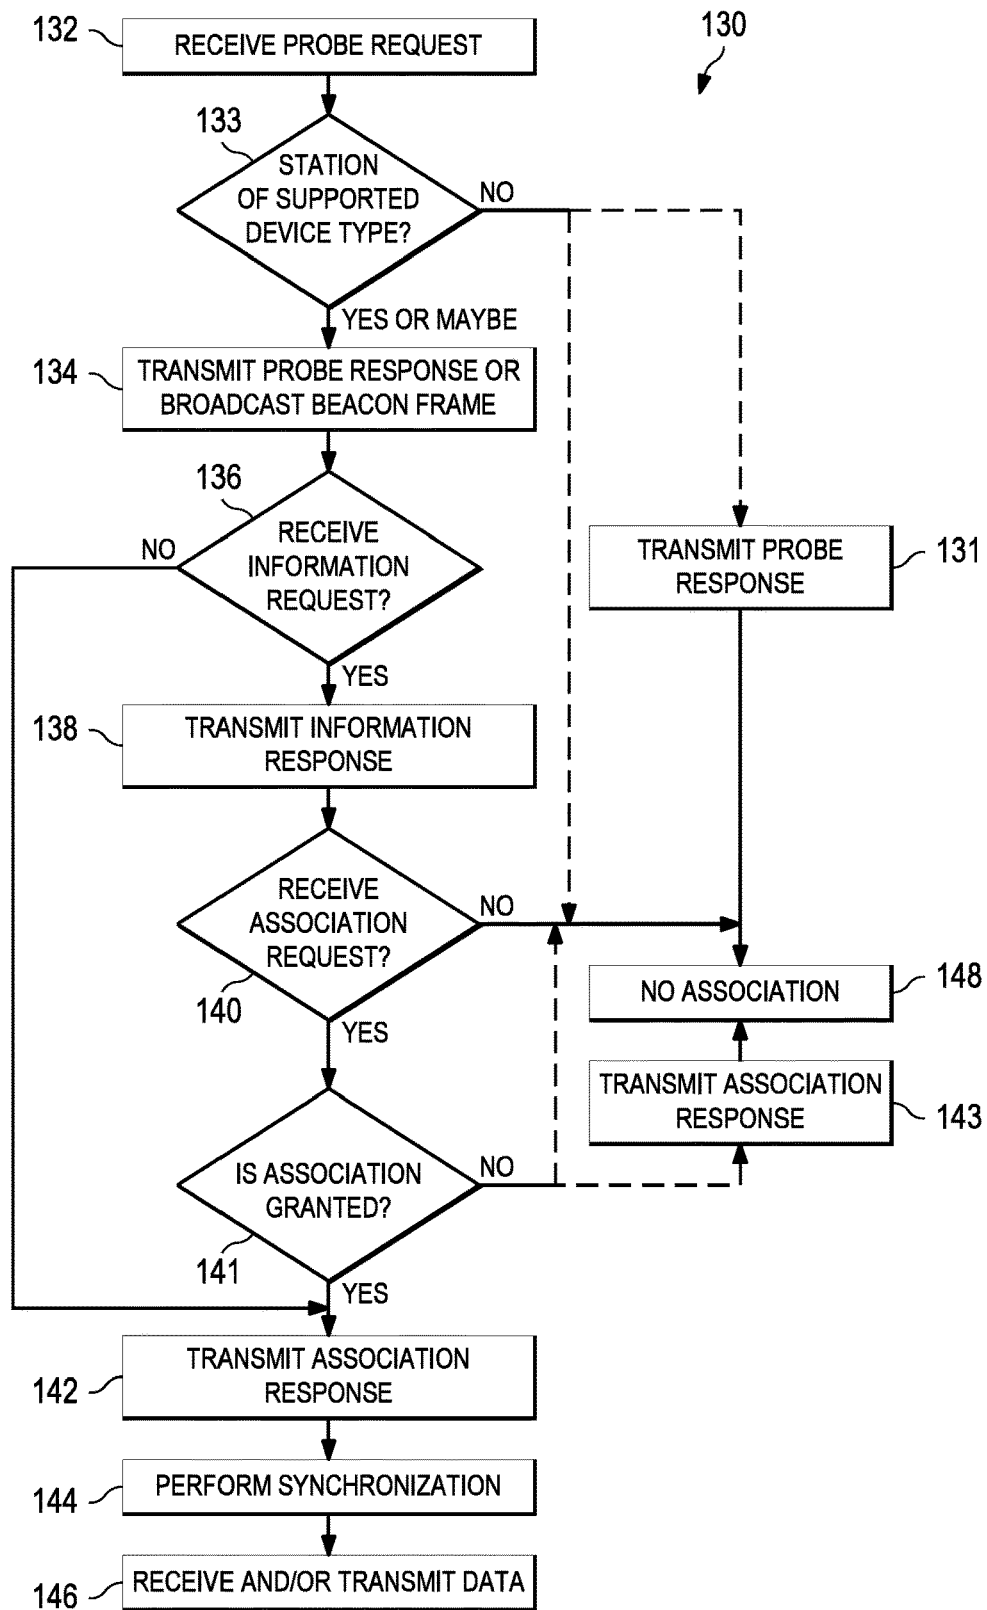 132
RECEIVE PROBE REQUEST
130
133
STATION
OF SUPPORTED
DEVICE TYPE?
NO
YES OR MAYBE
134
TRANSMIT PROBE RESPONSE OR
BROADCAST BEACON FRAME
136
RECEIVE
INFORMATION
REQUEST?
NO
TRANSMIT PROBE
RESPONSE
131
YES
138
TRANSMIT INFORMATION
RESPONSE
RECEIVE
ASSOCIATION
REQUEST?
NO
140
YES
NO ASSOCIATION
148
TRANSMIT ASSOCIATION
RESPONSE
143
IS ASSOCIATION
GRANTED?
NO
141
YES
142
TRANSMIT ASSOCIATION
RESPONSE
144
PERFORM SYNCHRONIZATION
146
RECEIVE AND/OR TRANSMIT DATA